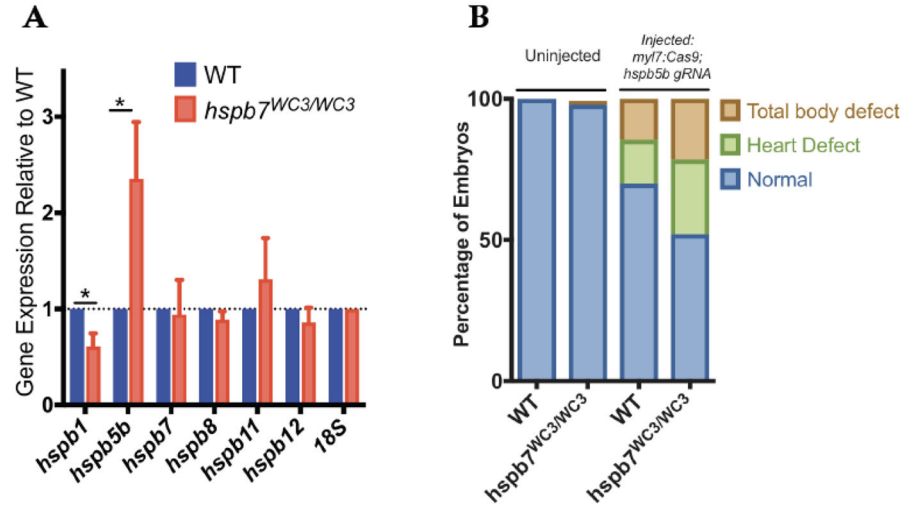 A
Gene Expression Relative to WT
3
2
1
0
*
*
WT
hspb7WC3/WC3
hspb1
hspb5b
hspb7
hspb8
hspb11
hspb12
18S
B
Uninjected
Injected:
myl7:Cas9;
hspb5b gRNA
Percentage of Embryos
100
50
0
Total body defect
Heart Defect
Normal
WT
hspb7WC3/WC3
WT
hspb7WC3/WC3